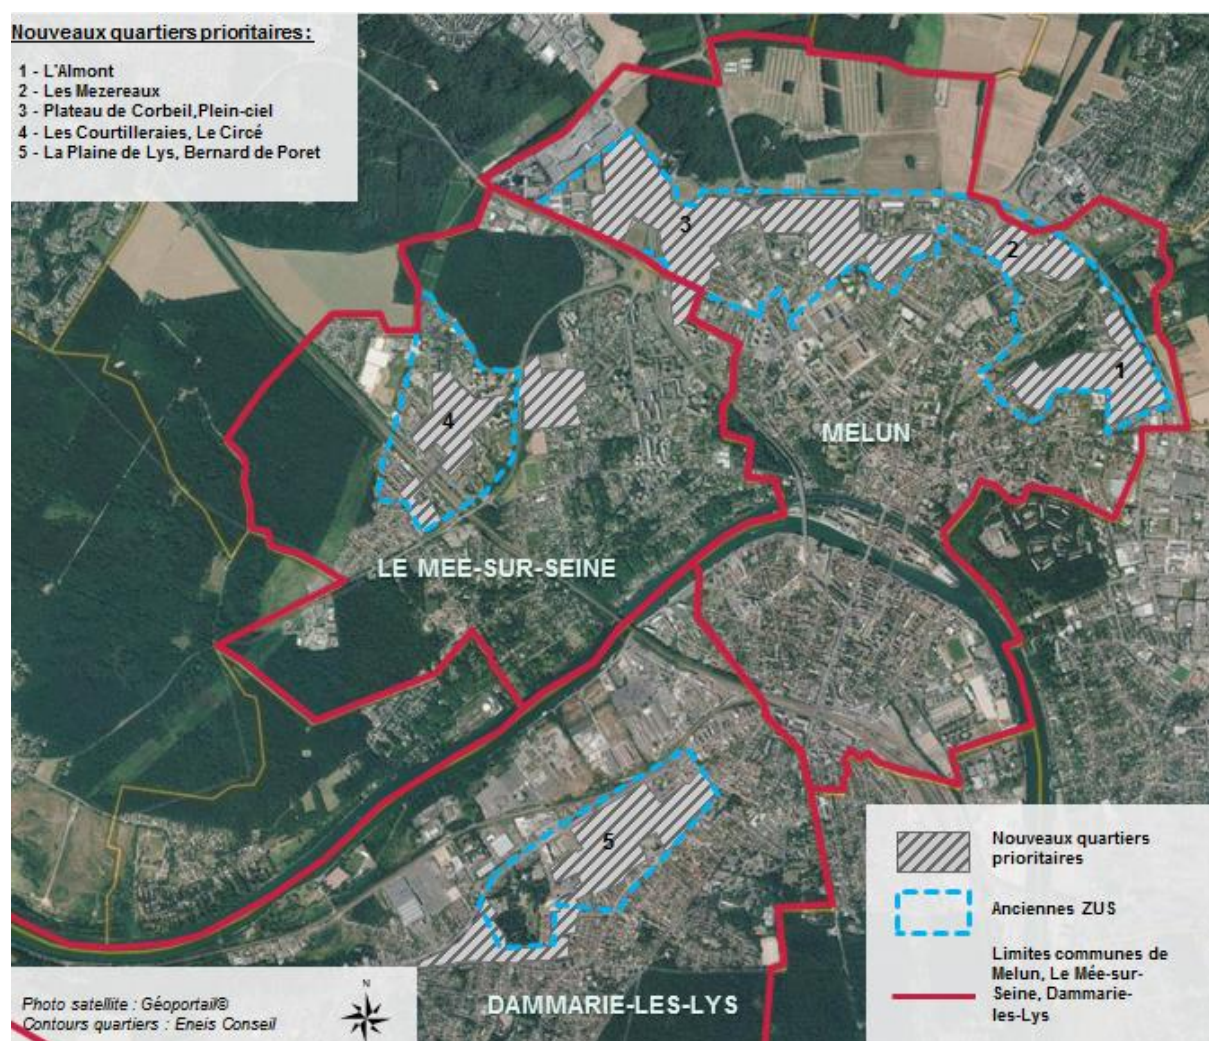 Nouveaux quartiers prioritaires :
1 - L'Almont
2 - Les Mezereaux
3 - Plateau de Corbeil,Plein-ciel
4 - Les Courtilleraies, Le Circé
5 - La Plaine de Lys, Bernard de Poret
3
2
1
4
MELUN
LE MEE-SUR-SEINE
5
DAMMARIE-LES-LYS
Nouveaux quartiers
prioritaires
Anciennes ZUS
Limites communes de
Melun, Le Mée-sur-
Seine, Dammarie-
les-Lys
N
Photo satellite : Géoportail®
Contours quartiers : Eneis Conseil